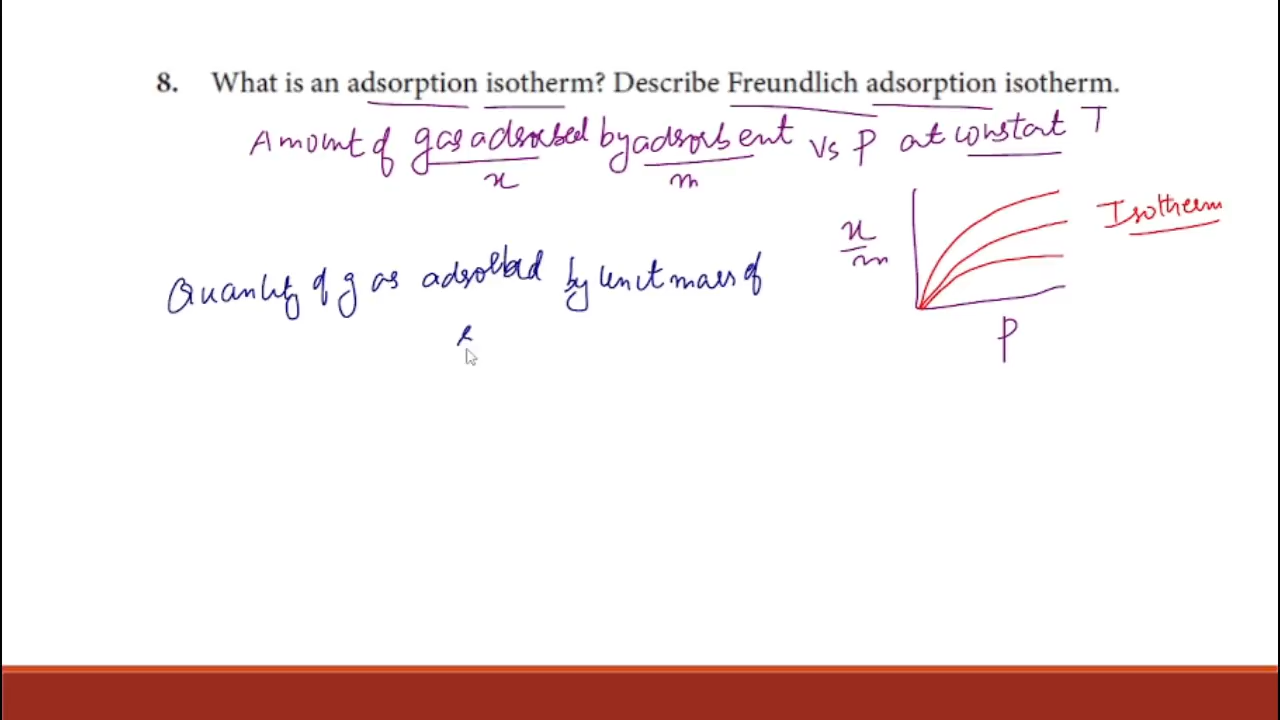 8. What is an adsorption isotherm? Describe Freundlich adsorption isotherm.
Amount of gas adsorbed by adsorbent vs P at constant T
x m
Isotherm
x
m
Quantity of gas adsorbed by unit mass of
P